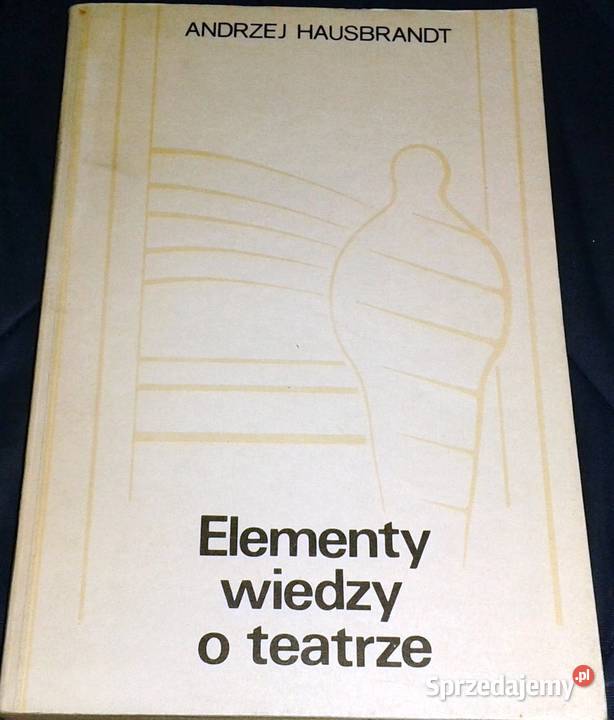 ANDRZEJ HAUSBRANDT
Elementy
wiedzy
o teatrze
Sprzedajemy.pl